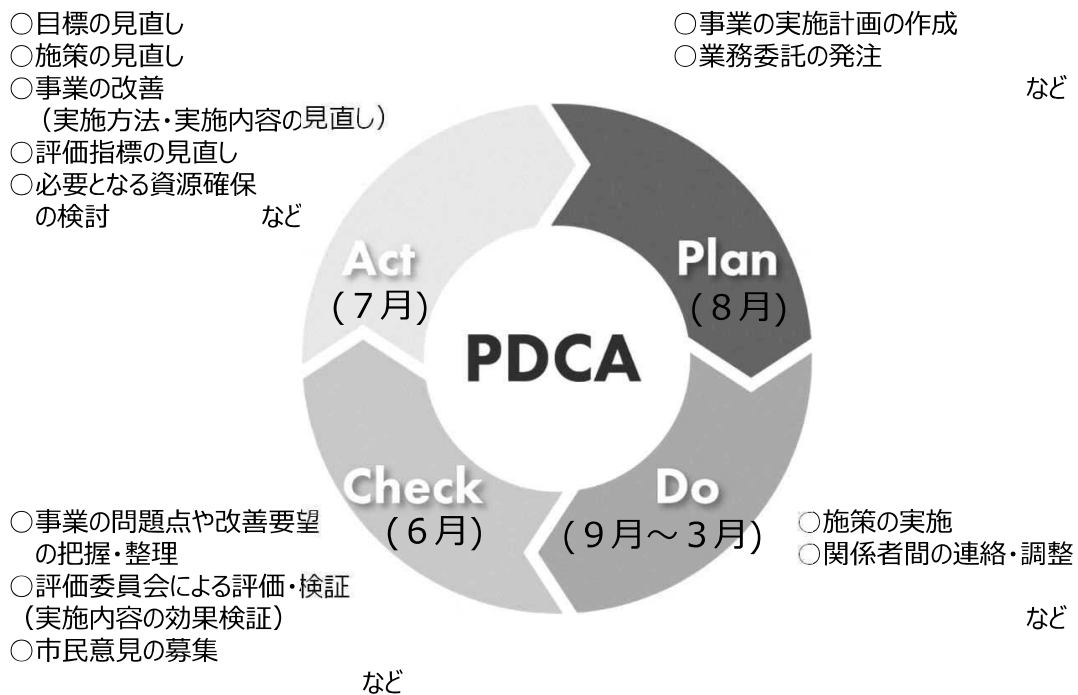 ○目標の見直し
○施策の見直し
○事業の改善
（実施方法・実施内容の見直し）
○評価指標の見直し
○必要となる資源確保
の検討　など
○事業の実施計画の作成
○業務委託の発注
など
Act
(７月)
Plan
(８月)
PDCA
Check
(６月)
Do
(９月～３月)
○事業の問題点や改善要望
の把握・整理
○評価委員会による評価・検証
（実施内容の効果検証）
○市民意見の募集
など
○施策の実施
○関係者間の連絡・調整
など